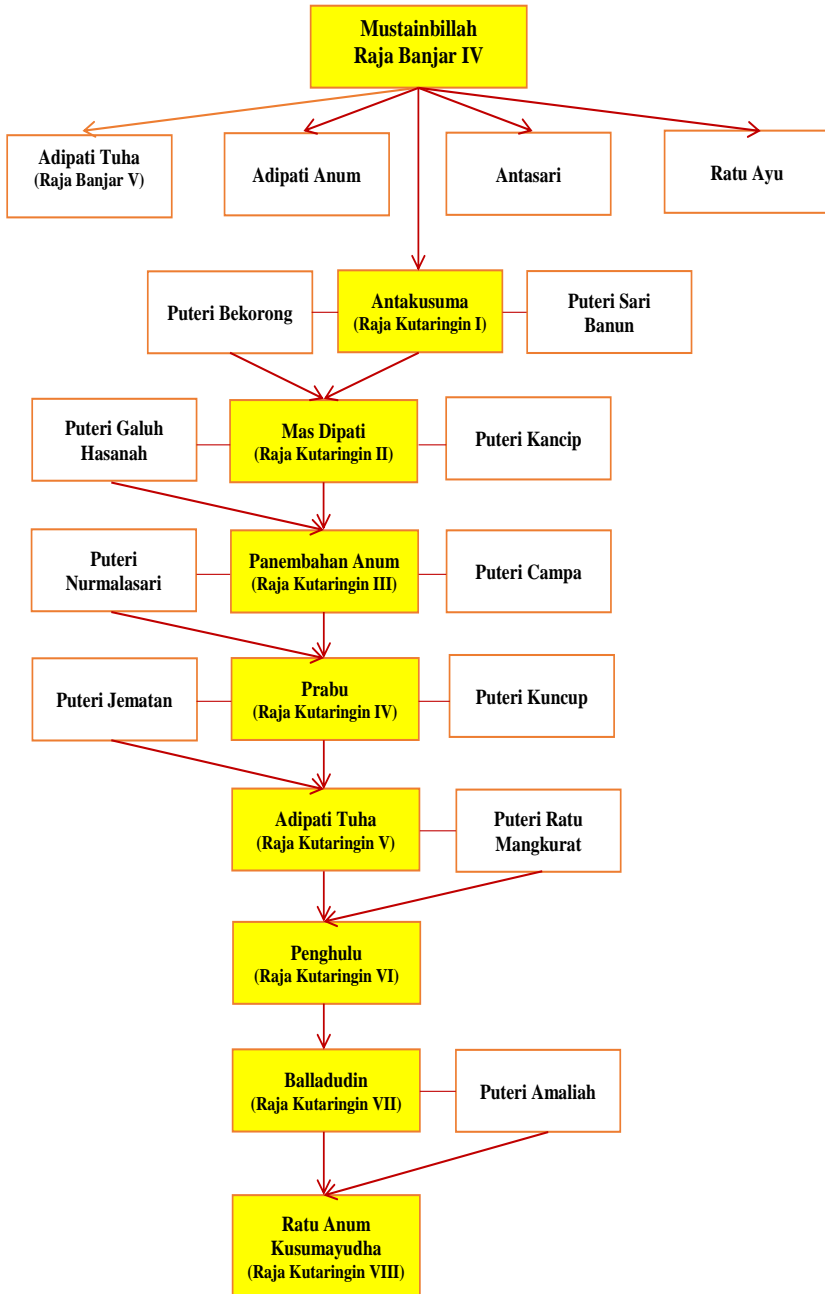 Mustainbillah
Raja Banjar IV
Adipati Tuha
(Raja Banjar V)
Adipati Anum
Antasari
Ratu Ayu
Puteri Bekorong
Antakusuma
(Raja Kutaringin I)
Puteri Sari
Banun
Puteri Galuh
Hasanah
Mas Dipati
(Raja Kutaringin II)
Puteri Kancip
Puteri
Nurmalasari
Panembahan Anum
(Raja Kutaringin III)
Puteri Campa
Puteri Jematan
Prabu
(Raja Kutaringin IV)
Puteri Kuncup
Adipati Tuha
(Raja Kutaringin V)
Puteri Ratu
Mangkurat
Penghulu
(Raja Kutaringin VI)
Balladudin
(Raja Kutaringin VII)
Puteri Amaliah
Ratu Anum
Kusumayudha
(Raja Kutaringin VIII)